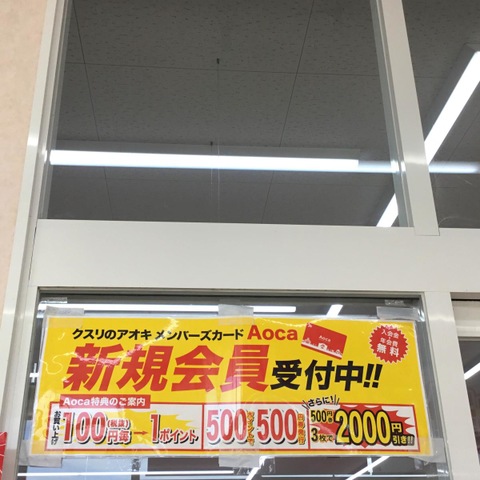 クスリのアオキ メンバーズカード Aoca
新規会員受付中!!
入会金
年会費
無料
Aoca特典のご案内
お買い上げ 100円(税抜)毎→1ポイント
500 500
さらに!
500円 3枚で 2000円引き!!